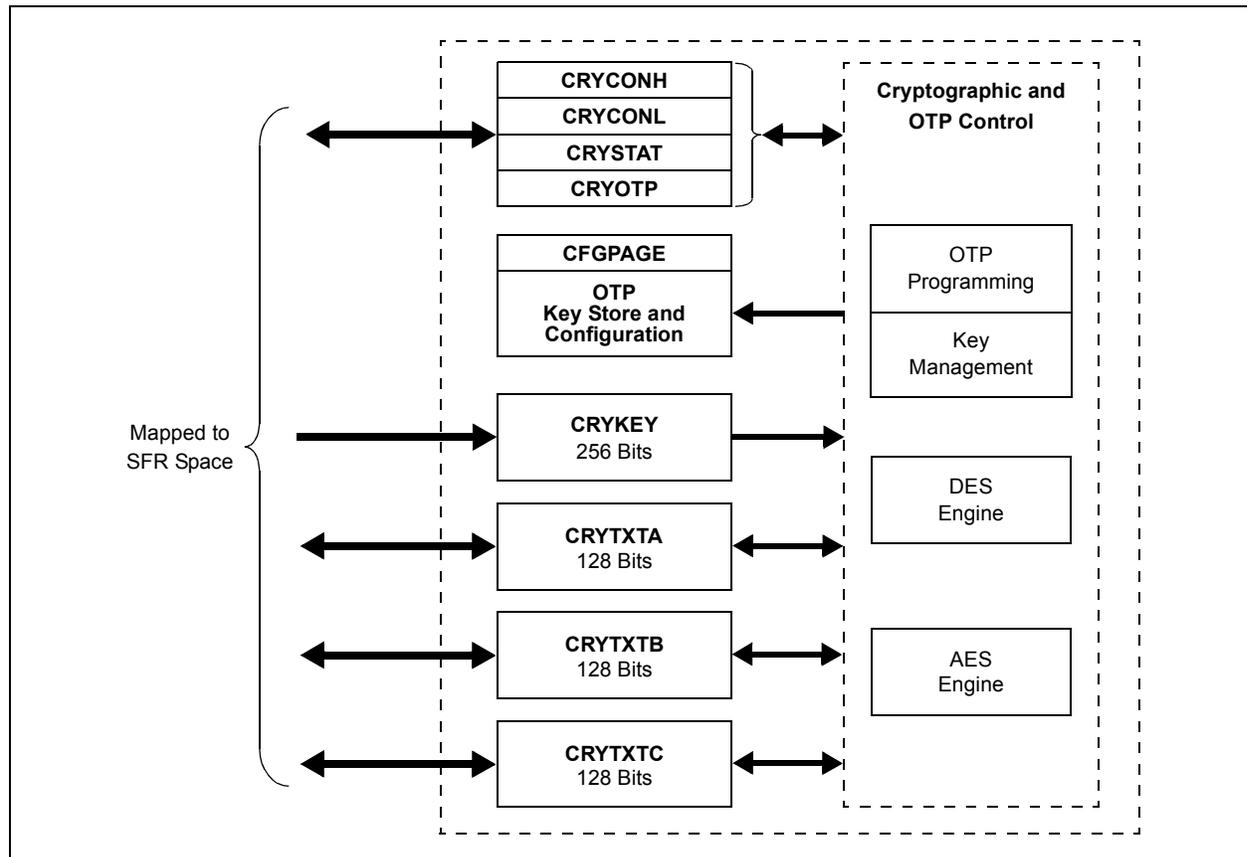 CRYCONH
CRYCONL
CRYSTAT
CRYOTP
CFGPAGE
OTP
Key Store and
Configuration
Mapped to
SFR Space
CRYKEY
256 Bits
CRYTXTA
128 Bits
CRYTXTB
128 Bits
CRYTXTC
128 Bits
Cryptographic and
OTP Control
OTP
Programming
Key
Management
DES
Engine
AES
Engine